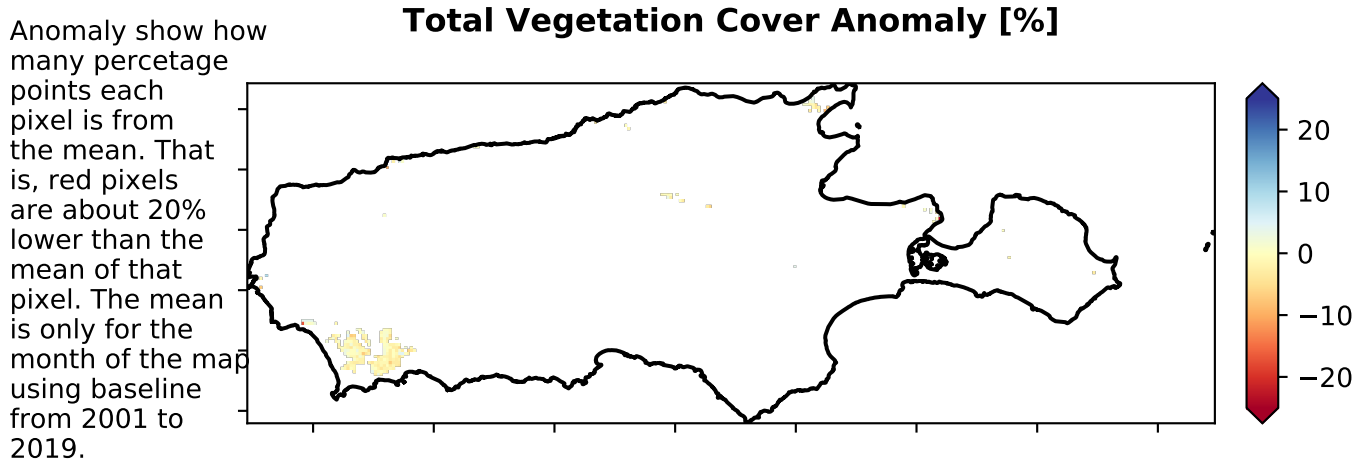 Total Vegetation Cover Anomaly [%]
Anomaly show how
many percetage
points each
pixel is from
the mean. That
is, red pixels
are about 20%
lower than the
mean of that
pixel. The mean
is only for the
month of the map
using baseline
from 2001 to
2019.
20
10
0
−10
−20